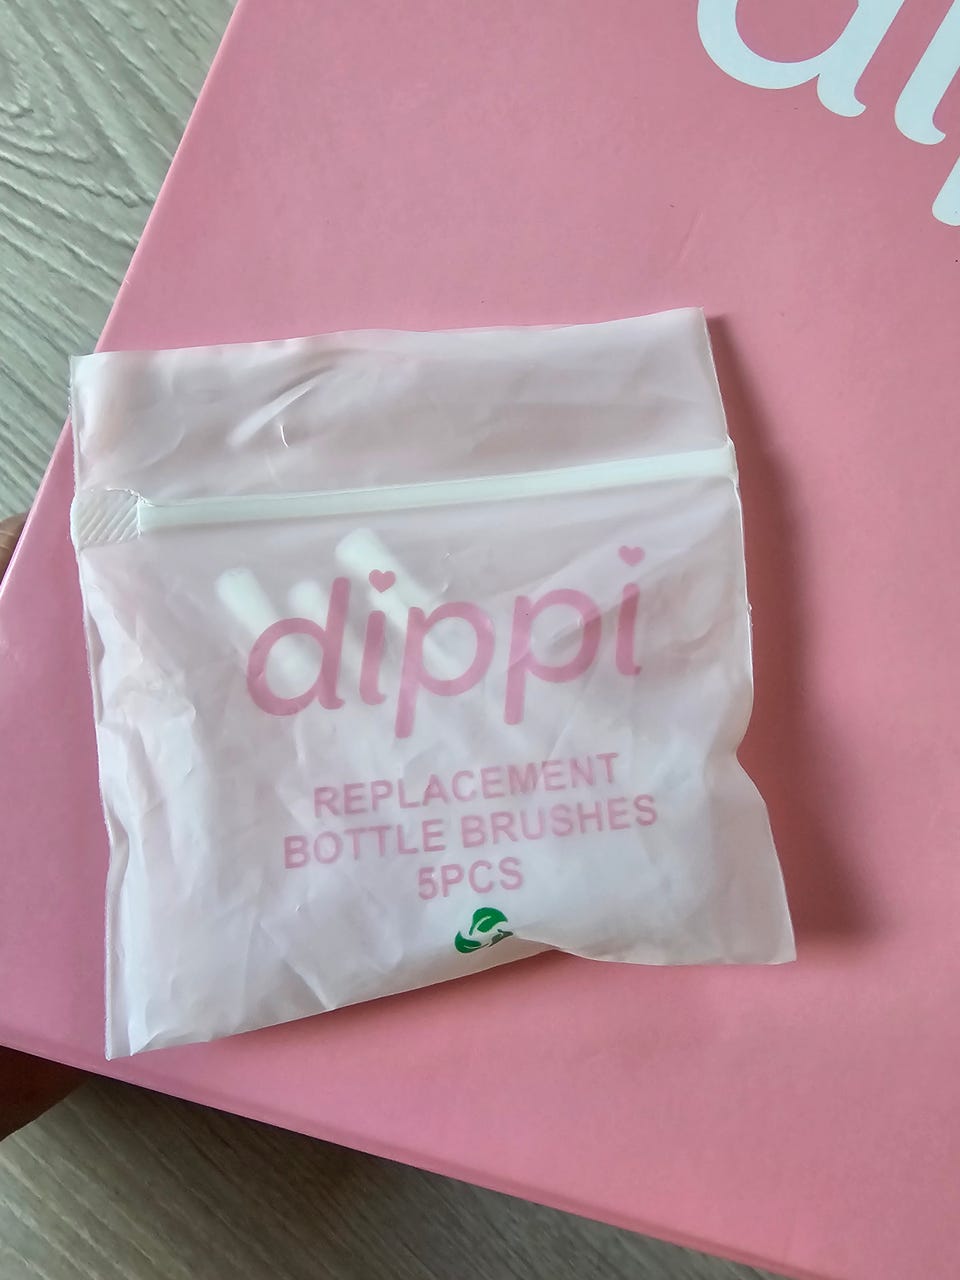 dippi
REPLACEMENT
BOTTLE BRUSHES
5PCS